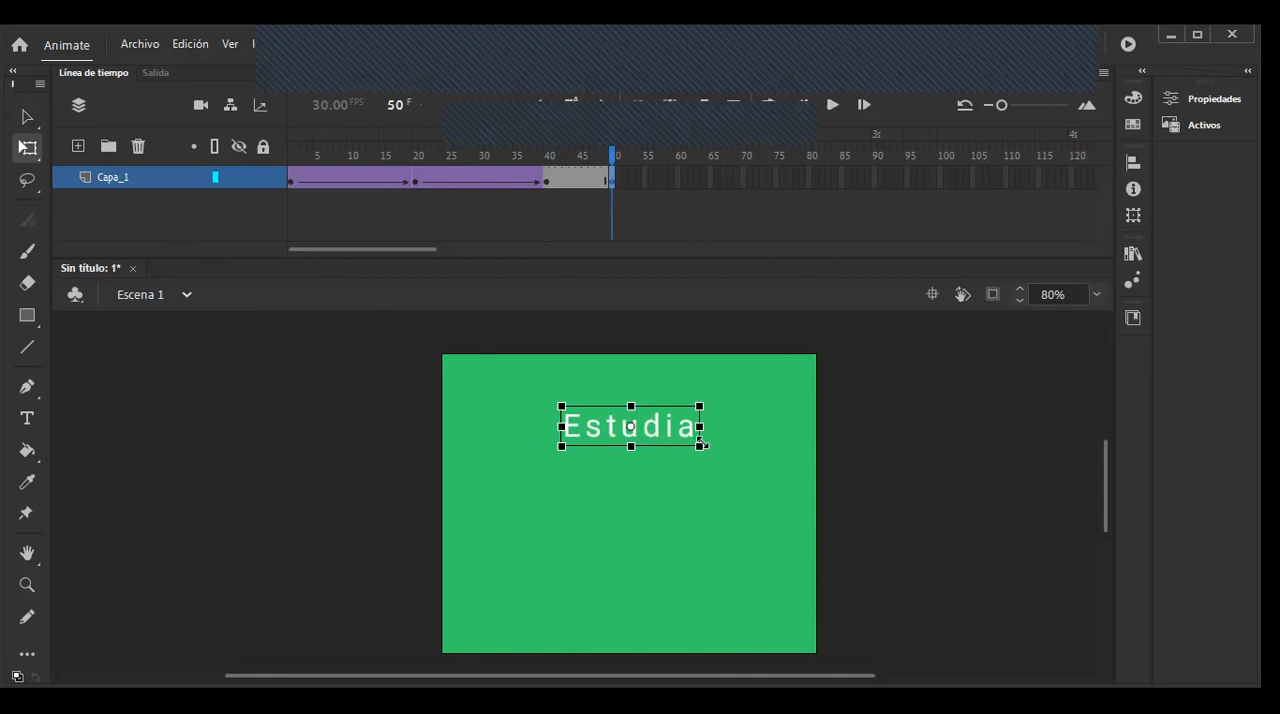 Animate Archivo Edición Ver
Línea de tiempo Salida
30.00 FPS 50 F
3s 4s
5 10 15 20 25 30 35 40 45 55 60 65 70 75 80 85 90 95 100 105 110 115 120
Capa_1
Propiedades
Activos
Sin título: 1*
Escena 1
80%
Estudia